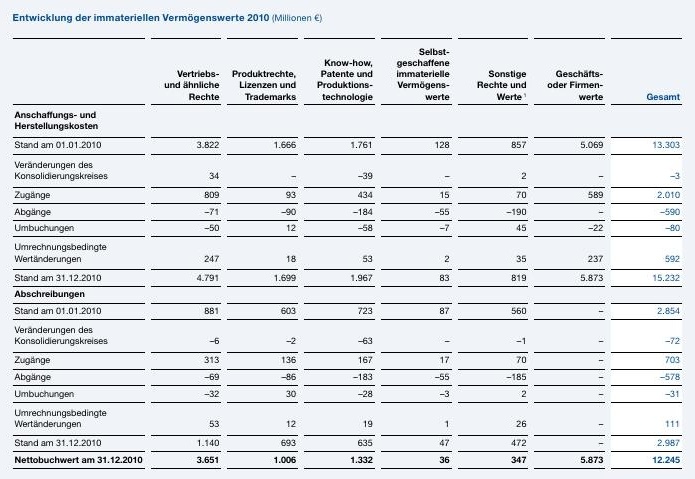 Entwicklung der immateriellen Vermögenswerte 2010 (Millionen €)
Vertriebs- und ähnliche Rechte Produktrechte, Lizenzen und Trademarks Know-how, Patente und Produktions- technologie Selbst- geschaffene immaterielle Vermögens- werte Sonstige Rechte und Werte ¹ Geschäfts- oder Firmen- werte Gesamt
Anschaffungs- und
Herstellungskosten
Stand am 01.01.2010 3.822 1.666 1.761 128 857 5.069 13.303
Veränderungen des
Konsolidierungskreises 34 – –39 – 2 – –3
Zugänge 809 93 434 15 70 589 2.010
Abgänge –71 –90 –184 –55 –190 – –590
Umbuchungen –50 12 –58 –7 45 –22 –80
Umrechnungsbedingte
Wertänderungen 247 18 53 2 35 237 592
Stand am 31.12.2010 4.791 1.699 1.967 83 819 5.873 15.232
Abschreibungen
Stand am 01.01.2010 881 603 723 87 560 – 2.854
Veränderungen des
Konsolidierungskreises –6 –2 –63 – –1 – –72
Zugänge 313 136 167 17 70 – 703
Abgänge –69 –86 –183 –55 –185 – –578
Umbuchungen –32 30 –28 –3 2 – –31
Umrechnungsbedingte
Wertänderungen 53 12 19 1 26 – 111
Stand am 31.12.2010 1.140 693 635 47 472 – 2.987
Nettobuchwert am 31.12.2010 3.651 1.006 1.332 36 347 5.873 12.245